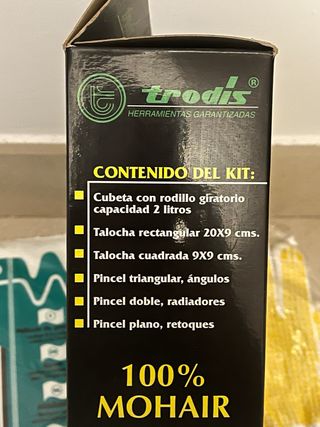 trodis®
HERRAMIENTAS GARANTIZADAS
CONTENIDO DEL KIT:
Cubeta con rodillo giratorio
capacidad 2 litros
Talocha rectangular 20X9 cms.
Talocha cuadrada 9X9 cms.
Pincel triangular, ángulos
Pincel doble, radiadores
Pincel plano, retoques
100%
MOHAIR